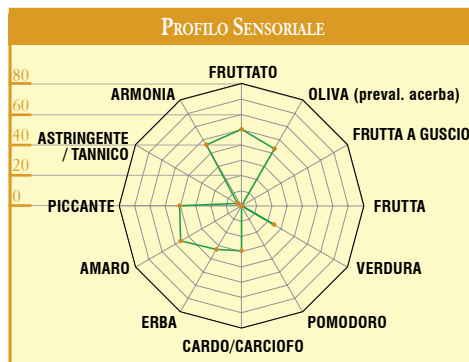 PROFILO SENSORIALE
80
60
40
20
0
FRUTTATO
OLIVA (preval. acerba)
FRUTTA A GUSCIO
FRUTTA
VERDURA
POMODORO
CARDO/CARCIOFO
ERBA
AMARO
PICCANTE
ASTRINGENTE
/ TANNICO
ARMONIA